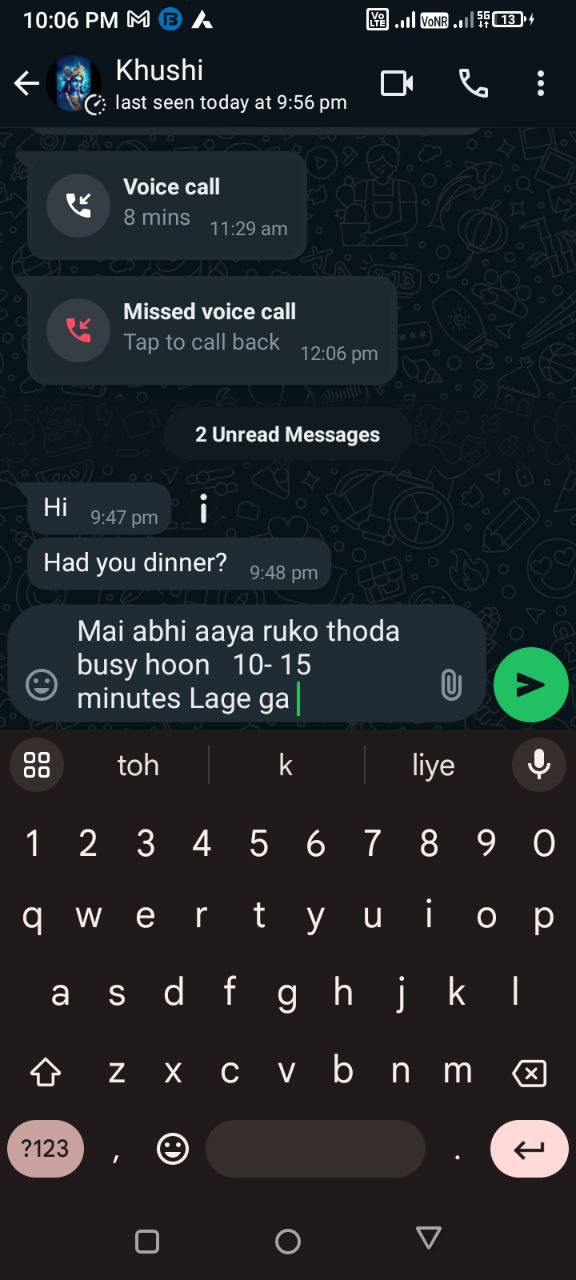 10:06 PM
Vo LTE VoNR 5G 13
Khushi
last seen today at 9:56 pm
Voice call
8 mins 11:29 am
Missed voice call
Tap to call back 12:06 pm
2 Unread Messages
Hi 9:47 pm
Had you dinner? 9:48 pm
Mai abhi aaya ruko thoda
busy hoon 10- 15
minutes Lage ga
toh k liye
1 2 3 4 5 6 7 8 9 0
q w e r t y u i o p
a s d f g h j k l
z x c v b n m
?123 , .